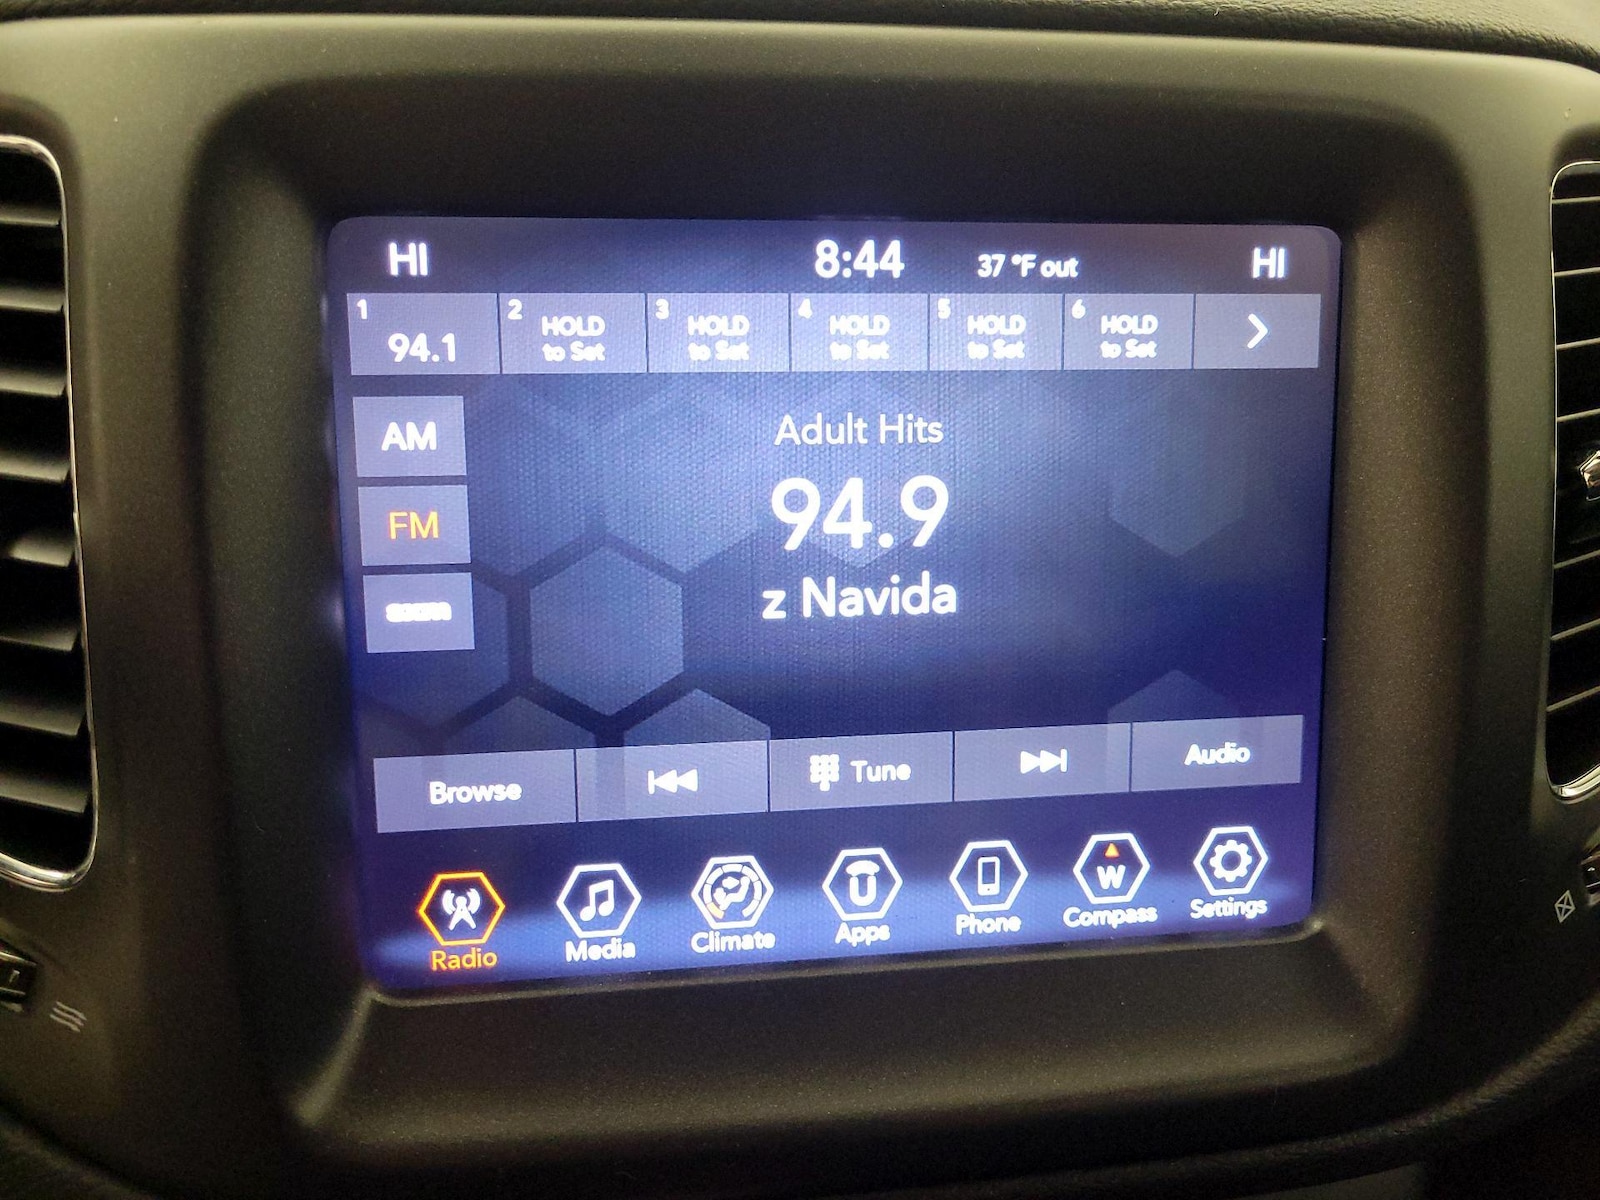 HI 8:44 37 °F out HI
1 2 3 4 5 6
94.1 HOLD HOLD HOLD HOLD HOLD
to Set to Set to Set to Set to Set
AM
FM
Adult Hits
94.9
z Navida
Browse Tune Audio
W
Radio Media Climate Apps Phone Compass Settings